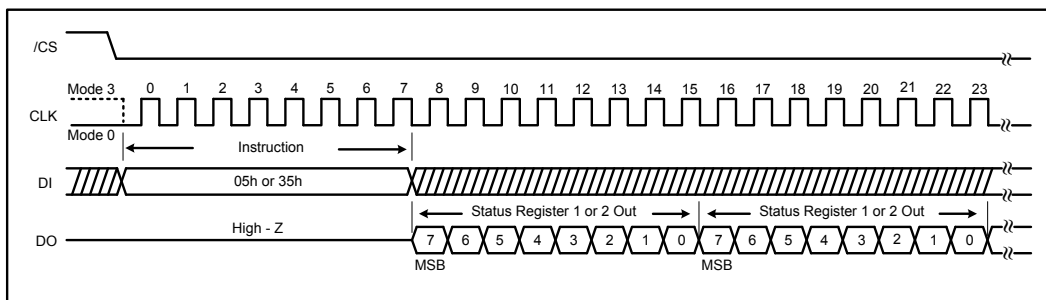 /CS
Mode 3 0 1 2 3 4 5 6 7 8 9 10 11 12 13 14 15 16 17 18 19 20 21 22 23
CLK
Mode 0
Instruction
DI 05h or 35h
Status Register 1 or 2 Out Status Register 1 or 2 Out
High - Z
DO 7 6 5 4 3 2 1 0 7 6 5 4 3 2 1 0
MSB MSB